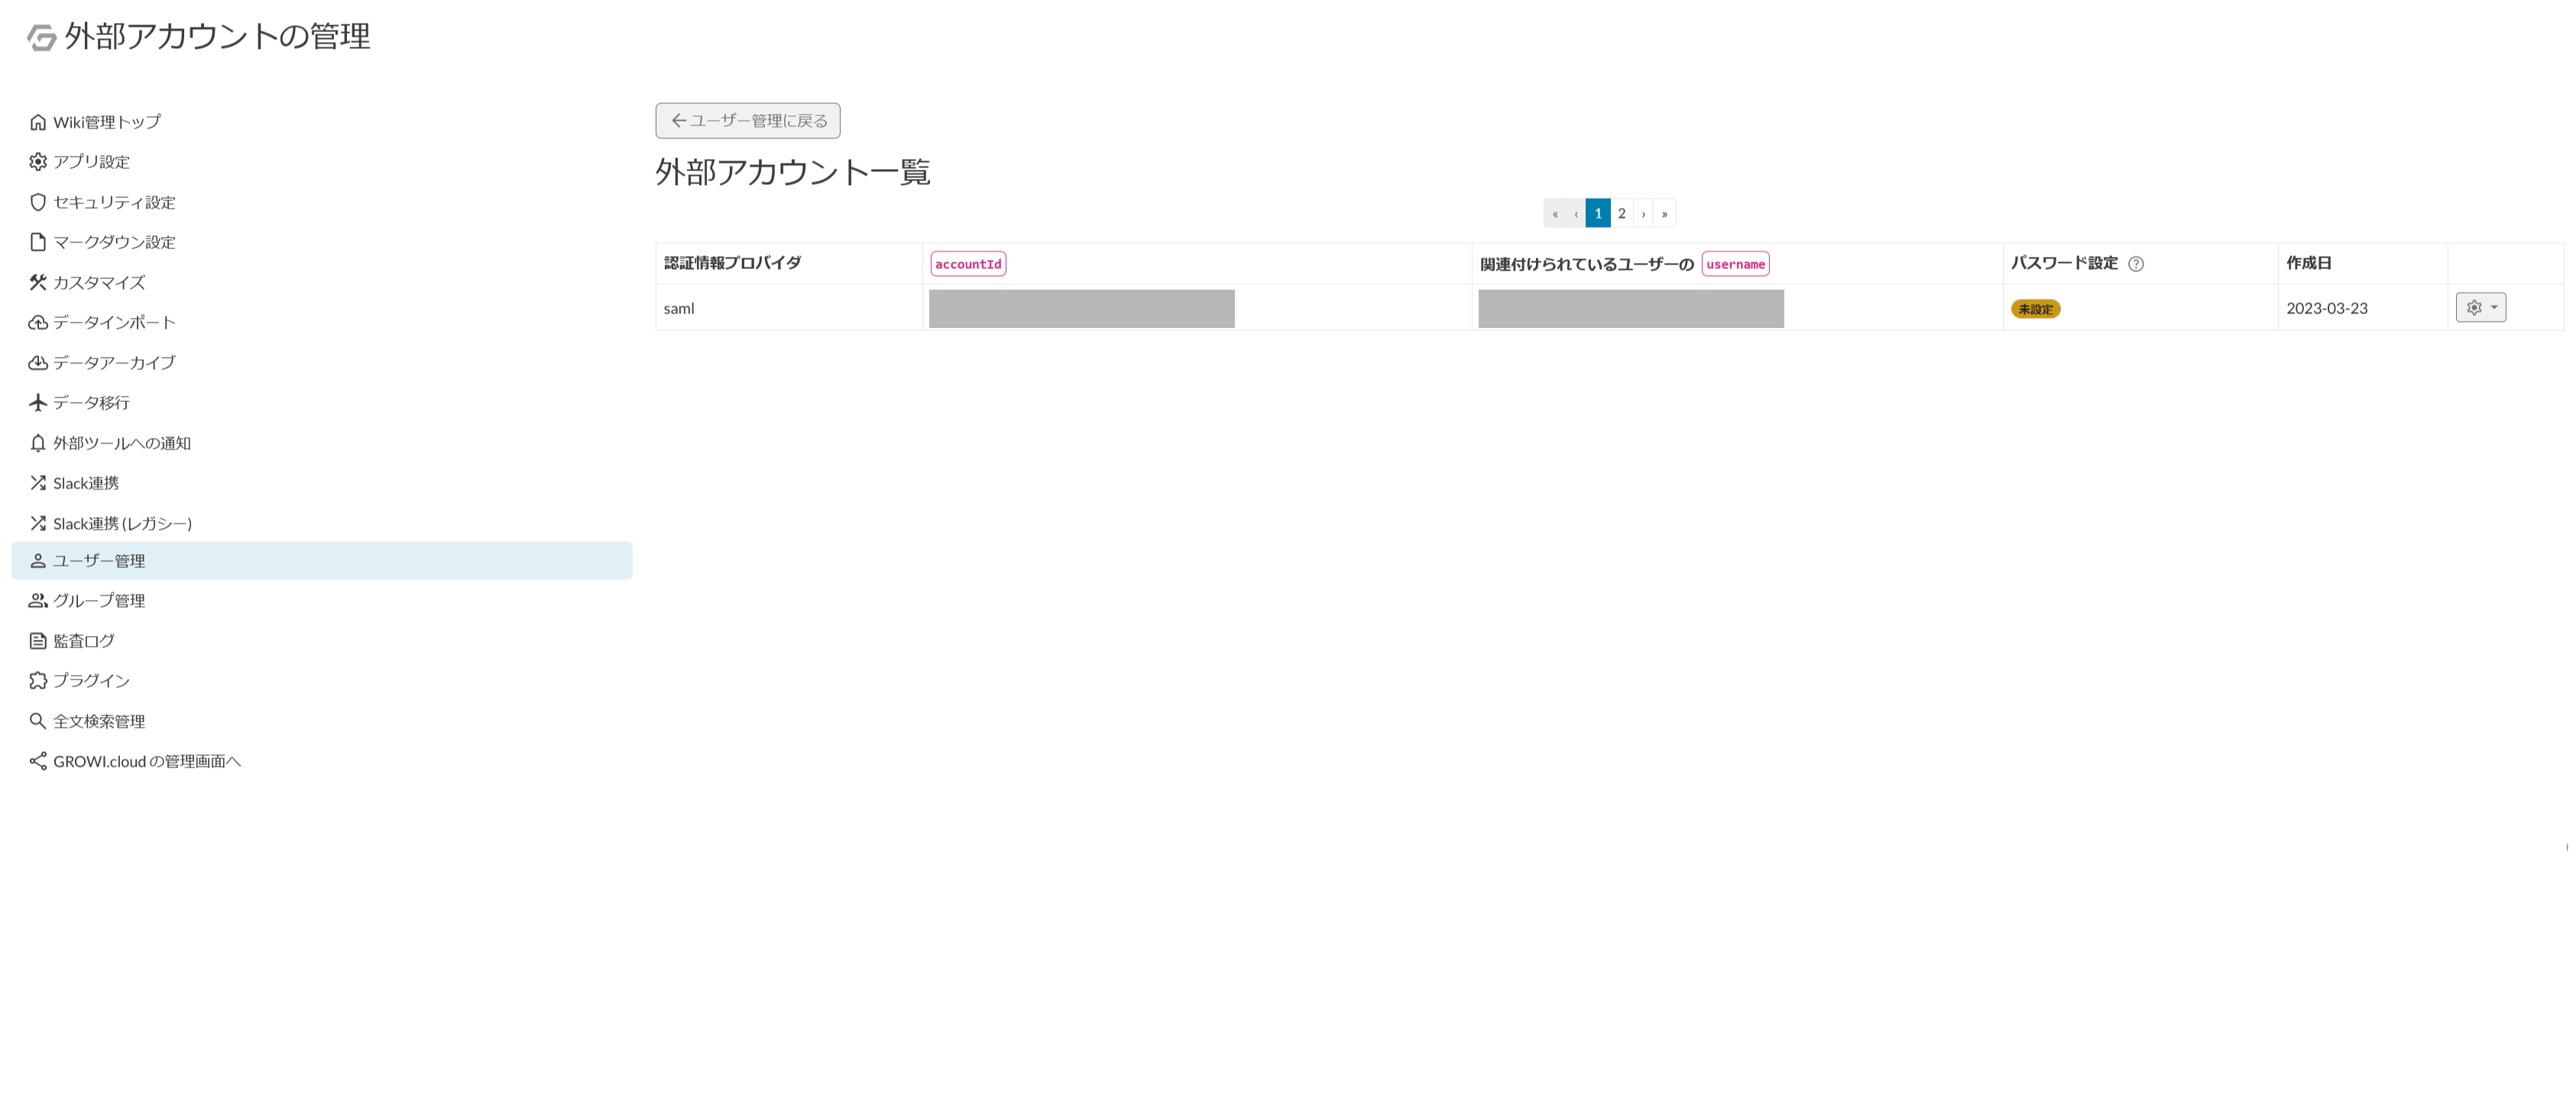 外部アカウントの管理
Wiki管理トップ
アプリ設定
セキュリティ設定
マークダウン設定
カスタマイズ
データインポート
データアーカイブ
データ移行
外部ツールへの通知
Slack連携
Slack連携 (レガシー)
ユーザー管理
グループ管理
監査ログ
プラグイン
全文検索管理
GROWI.cloud の管理画面へ
ユーザー管理に戻る
外部アカウント一覧
« ‹ 1 2 › »
認証情報プロバイダ accountId 関連付けられているユーザーの username パスワード設定 作成日
saml 未設定 2023-03-23